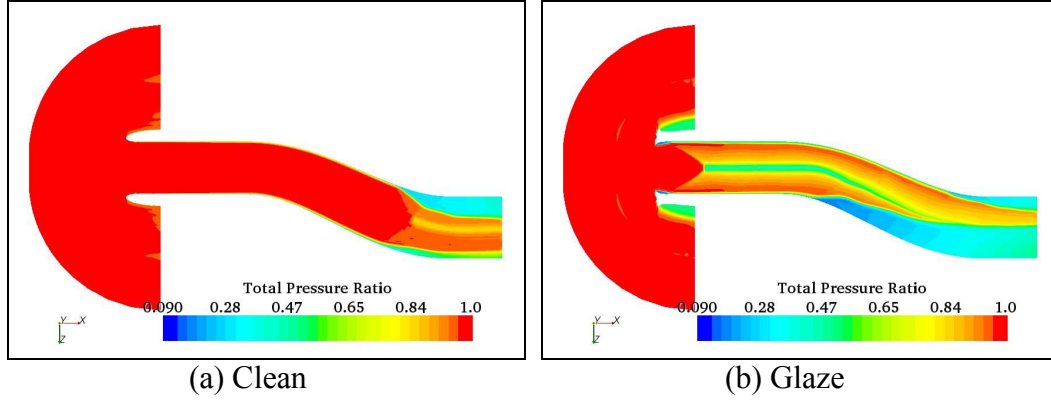 Total Pressure Ratio
0.090 0.28 0.47 0.65 0.84 1.0
Y X
Z
(a) Clean
Total Pressure Ratio
0.090 0.28 0.47 0.65 0.84 1.0
Y X
Z
(b) Glaze